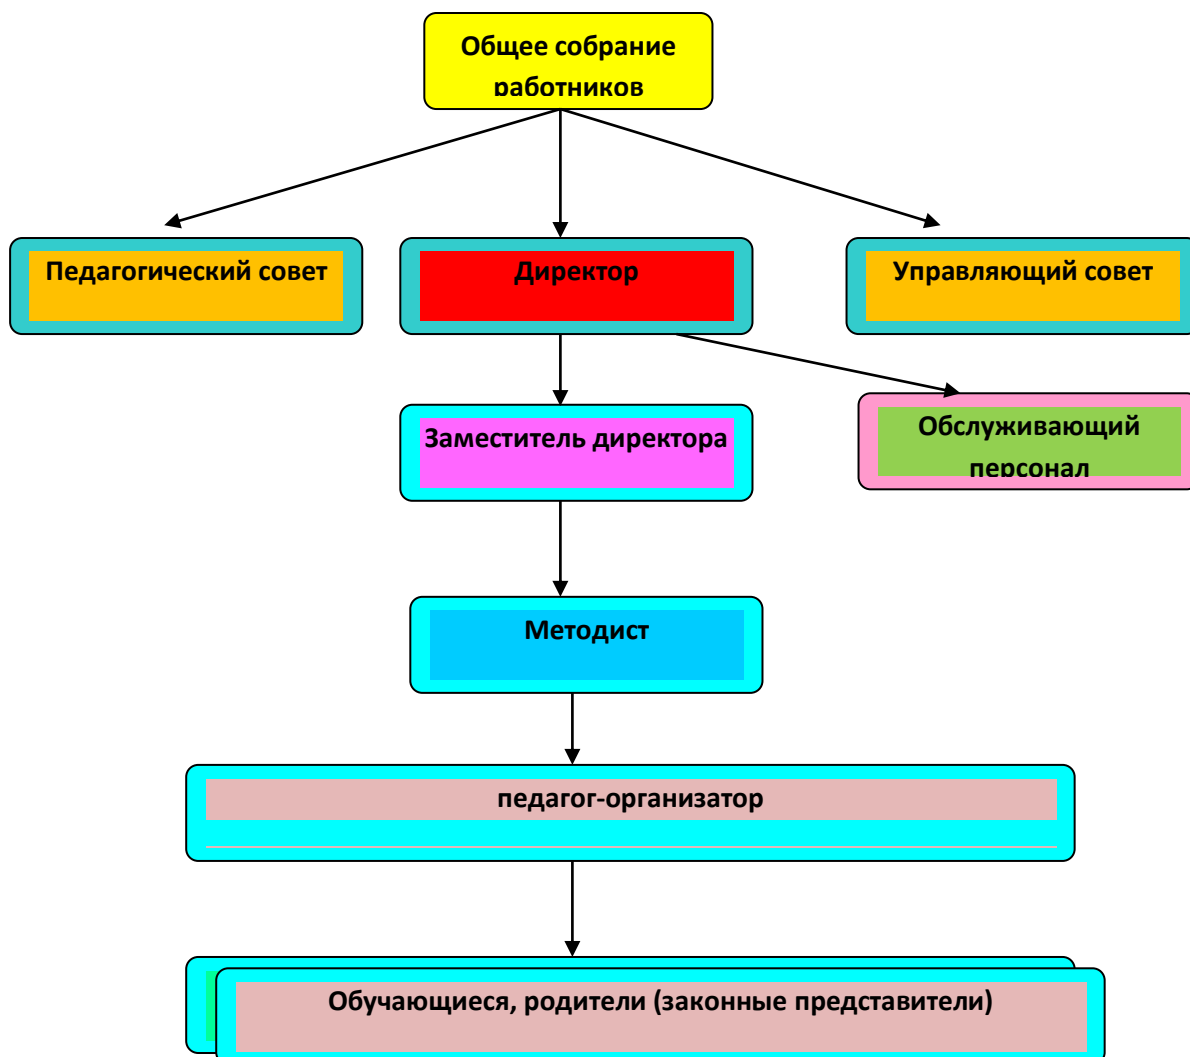 Общее собрание
работников
Педагогический совет
Директор
Управляющий совет
Заместитель директора
Обслуживающий
персонал
Методист
педагог-организатор
Обучающиеся, родители (законные представители)